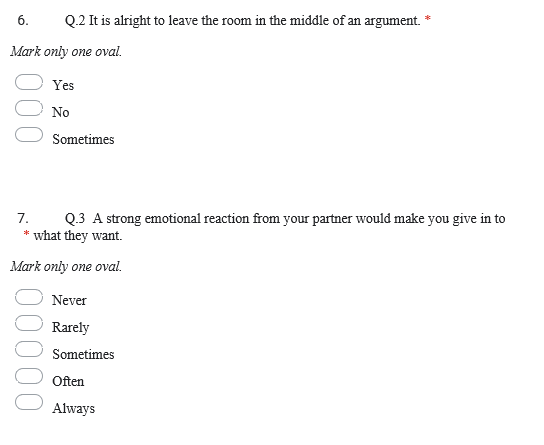 6. Q.2 It is alright to leave the room in the middle of an argument. *
Mark only one oval.
Yes
No
Sometimes
7. Q.3 A strong emotional reaction from your partner would make you give in to
* what they want.
Mark only one oval.
Never
Rarely
Sometimes
Often
Always